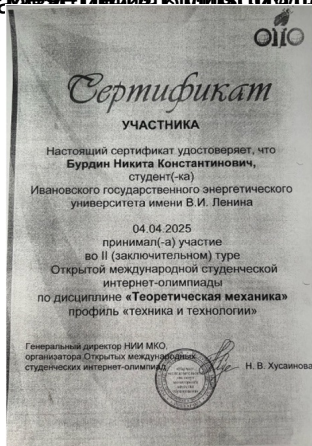 ОПО
Сертификат
УЧАСТНИКА
Настоящий сертификат удостоверяет, что
Бурдин Никита Константинович,
студент(-ка)
Ивановского государственного энергетического
университета имени В.И. Ленина
04.04.2025
принимал(-а) участие
во II (заключительном) туре
Открытой международной студенческой
интернет-олимпиады
по дисциплине «Теоретическая механика»
профиль «техника и технологии»
Генеральный директор НИИ МКО,
организатора Открытых международных
студенческих интернет-олимпиад
Н. В. Хусаинова